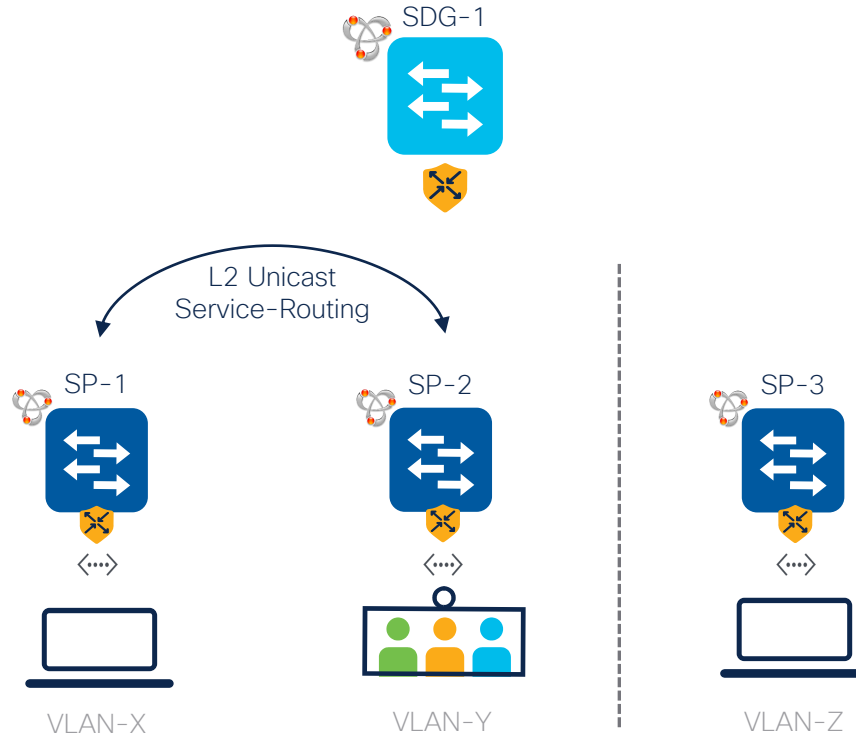 SDG-1
L2 Unicast
Service-Routing
SP-1
SP-2
SP-3
VLAN-X
VLAN-Y
VLAN-Z